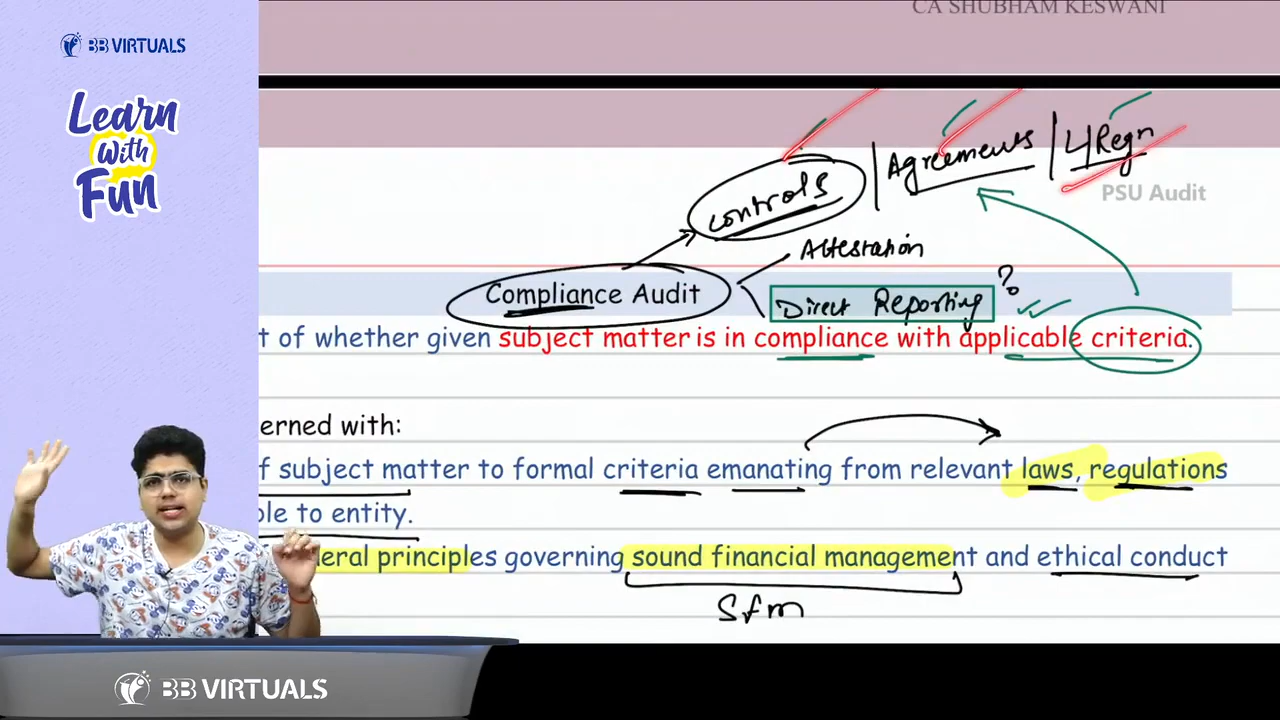 CA SHUBHAM KESWANI
BB VIRTUALS
Learn
With
Fun
controls | Agreements | 4 Regn
PSU Audit
Attestation
Compliance Audit
Direct Reporting ?
t of whether given subject matter is in compliance with applicable criteria.
erned with:
f subject matter to formal criteria emanating from relevant laws, regulations
ble to entity.
eral principles governing sound financial management and ethical conduct
Sfm
BB VIRTUALS